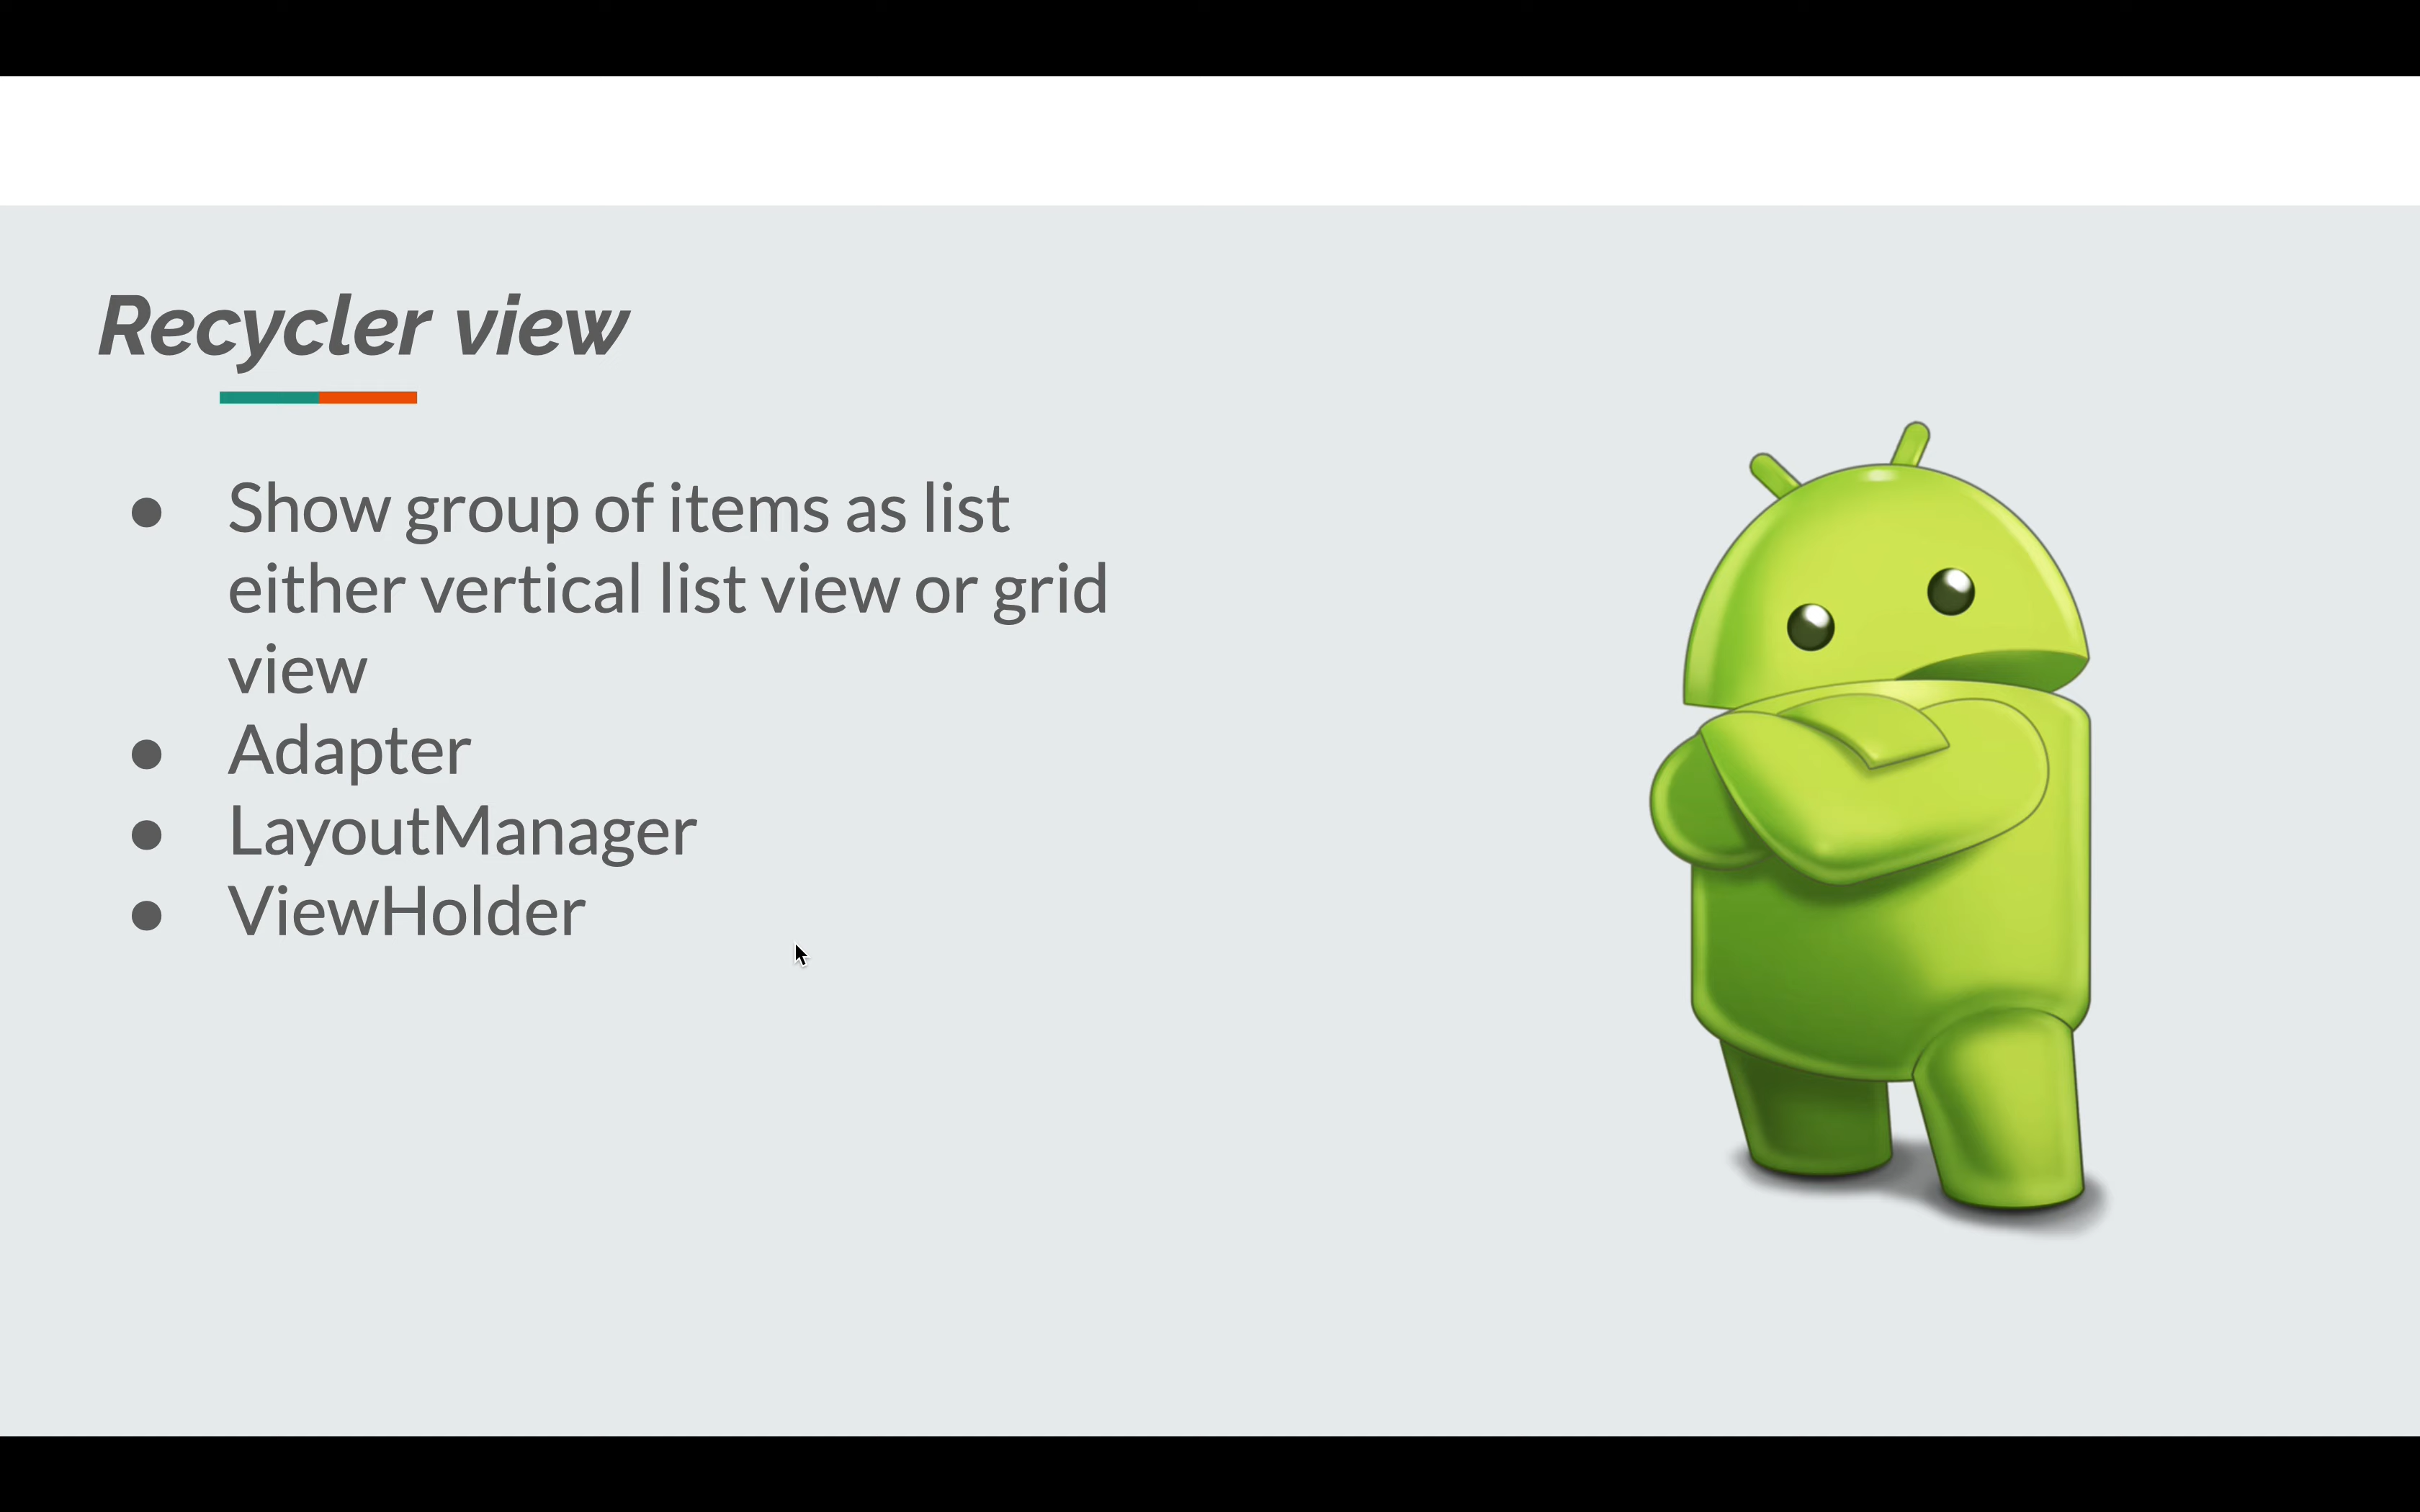 Recycler view
● Show group of items as list
either vertical list view or grid
view
● Adapter
● LayoutManager
● ViewHolder